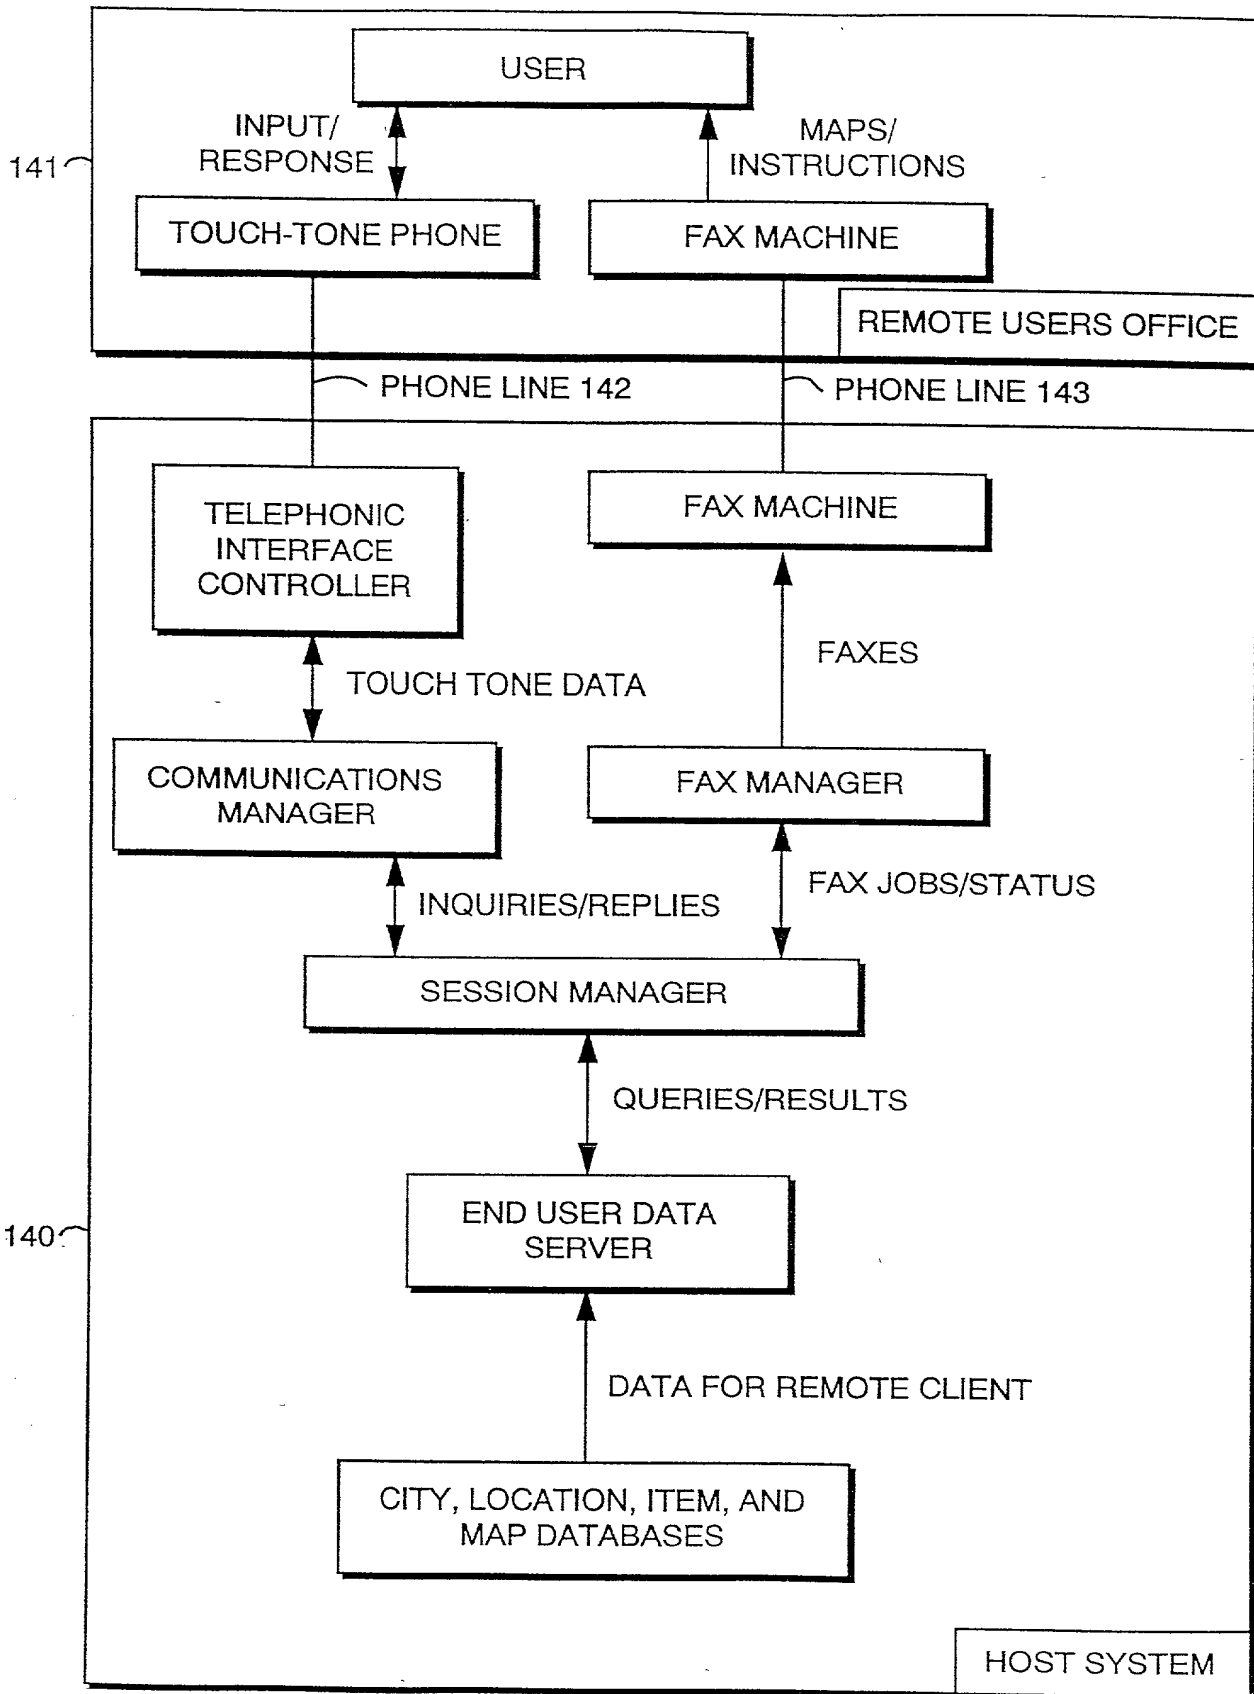 USER
INPUT/
RESPONSE
MAPS/
INSTRUCTIONS
141
TOUCH-TONE PHONE
FAX MACHINE
REMOTE USERS OFFICE
PHONE LINE 142
PHONE LINE 143
TELEPHONIC
INTERFACE
CONTROLLER
FAX MACHINE
FAXES
TOUCH TONE DATA
COMMUNICATIONS
MANAGER
FAX MANAGER
FAX JOBS/STATUS
INQUIRIES/REPLIES
SESSION MANAGER
QUERIES/RESULTS
END USER DATA
SERVER
140
DATA FOR REMOTE CLIENT
CITY, LOCATION, ITEM, AND
MAP DATABASES
HOST SYSTEM